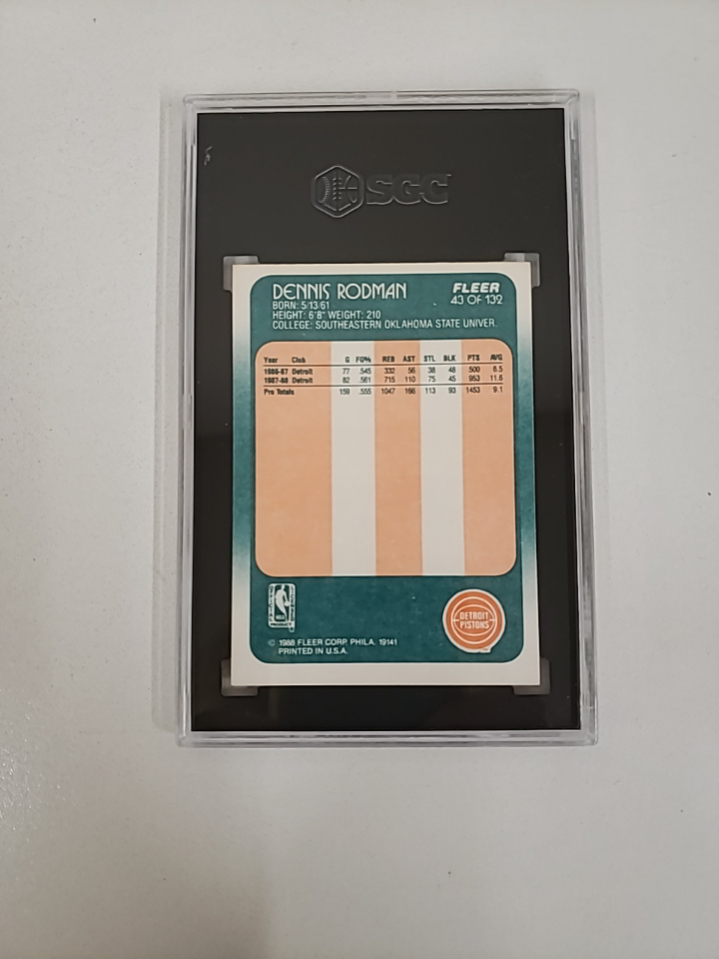 SGC
DENNIS RODMAN
FLEER
43 OF 132
BORN: 5/13/61
HEIGHT: 6'8" WEIGHT: 210
COLLEGE: SOUTHEASTERN OKLAHOMA STATE UNIVER.
Year Club G FG% REB AST STL BLK PTS AVG
1986-87 Detroit 77 .545 332 56 38 48 500 6.5
1987-88 Detroit 82 .561 715 110 75 45 953 11.6
Pro Totals 159 .555 1047 166 113 93 1453 9.1
DETROIT
PISTONS
© 1988 FLEER CORP. PHILA. 19141
PRINTED IN U.S.A.